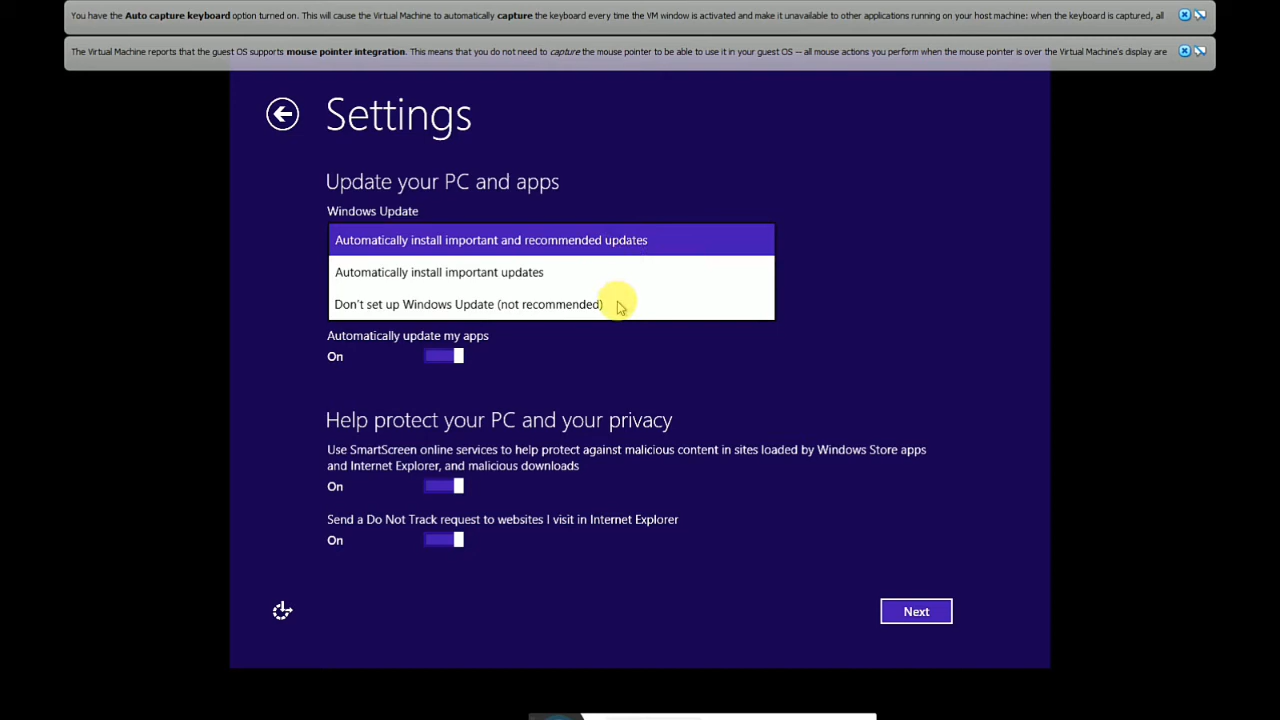 You have the Auto capture keyboard option turned on. This will cause the Virtual Machine to automatically capture the keyboard every time the VM window is activated and make it unavailable to other applications running on your host machine: when the keyboard is captured, all
The Virtual Machine reports that the guest OS supports mouse pointer integration. This means that you do not need to capture the mouse pointer to be able to use it in your guest OS -- all mouse actions you perform when the mouse pointer is over the Virtual Machine's display are
Settings
Update your PC and apps
Windows Update
Automatically install important and recommended updates
Automatically install important updates
Don't set up Windows Update (not recommended)
Automatically update my apps
On
Help protect your PC and your privacy
Use SmartScreen online services to help protect against malicious content in sites loaded by Windows Store apps
and Internet Explorer, and malicious downloads
On
Send a Do Not Track request to websites I visit in Internet Explorer
On
Next